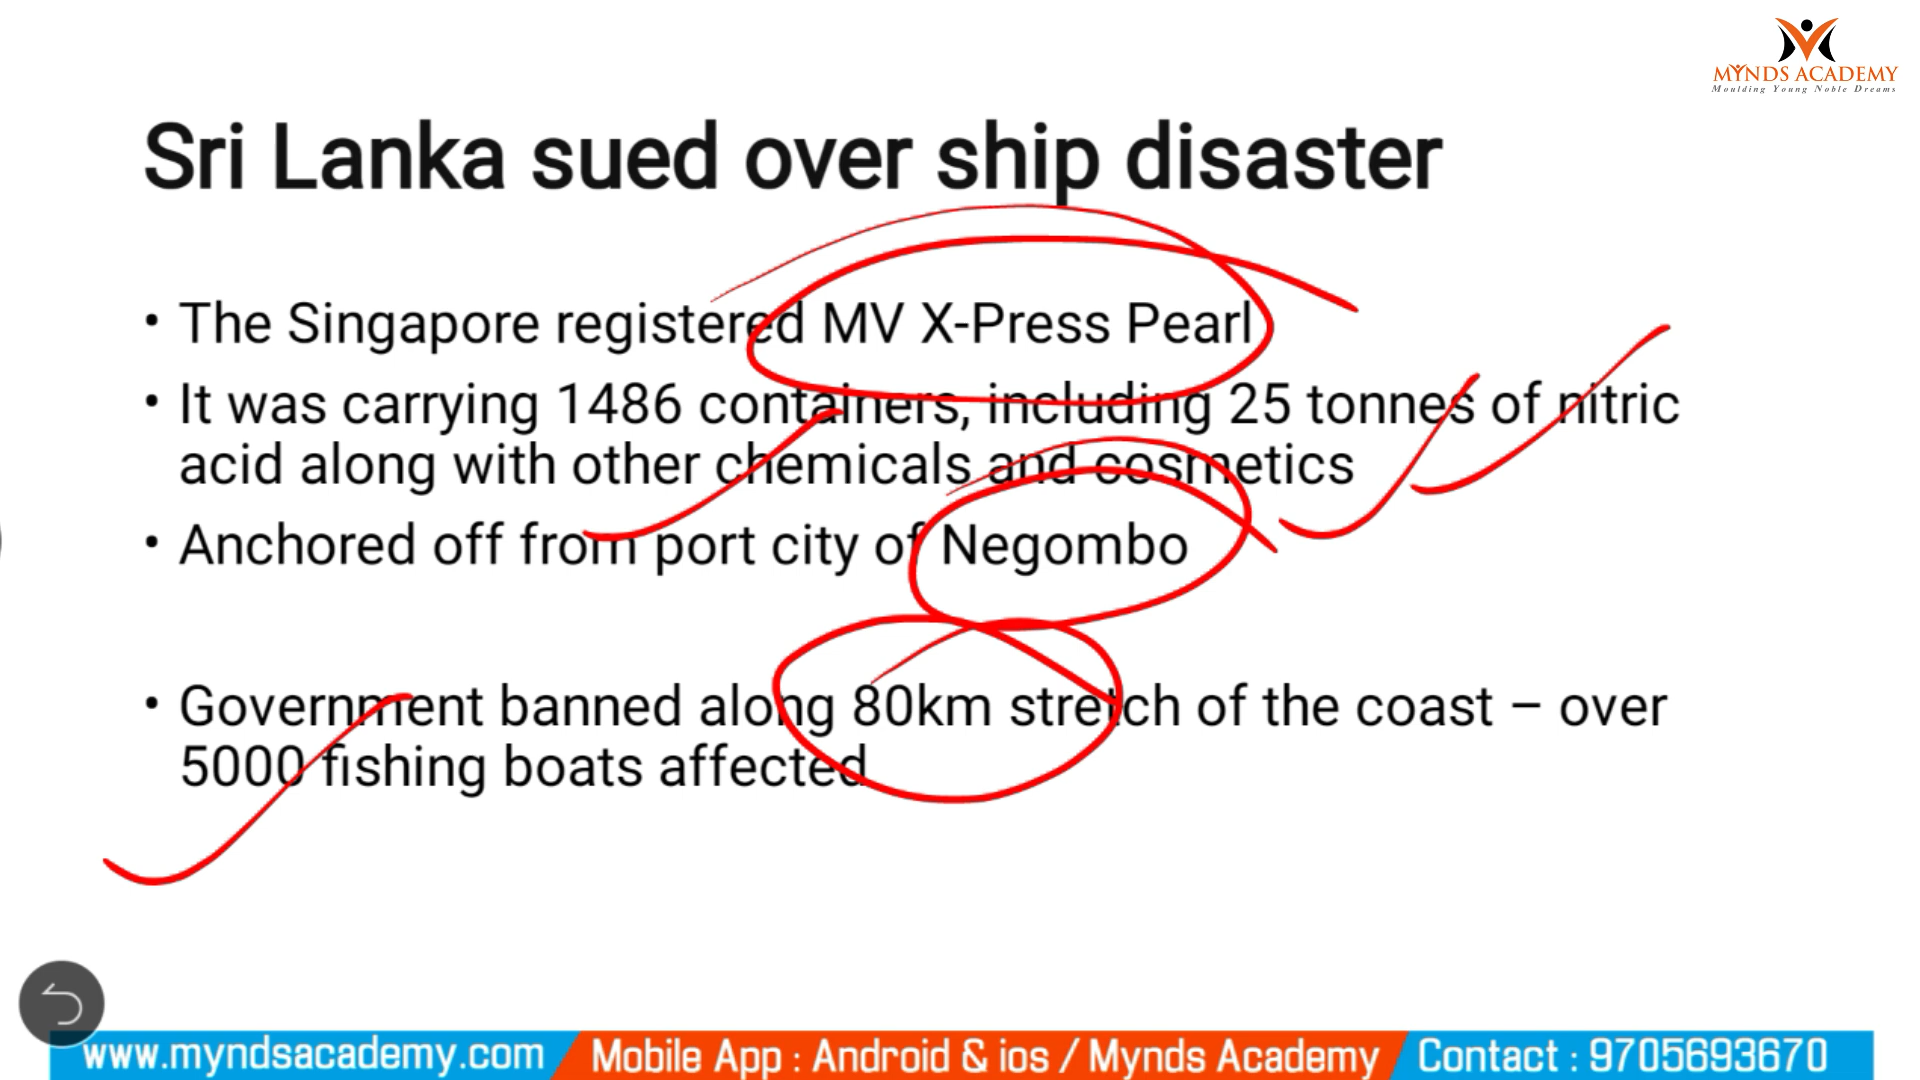 MYNDS ACADEMY
Moulding Young Noble Dreams
Sri Lanka sued over ship disaster
• The Singapore registered MV X-Press Pearl
• It was carrying 1486 containers, including 25 tonnes of nitric
acid along with other chemicals and cosmetics
• Anchored off from port city of Negombo
• Government banned along 80km stretch of the coast – over
5000 fishing boats affected
www.myndsacademy.com Mobile App : Android & ios / Mynds Academy Contact : 9705693670